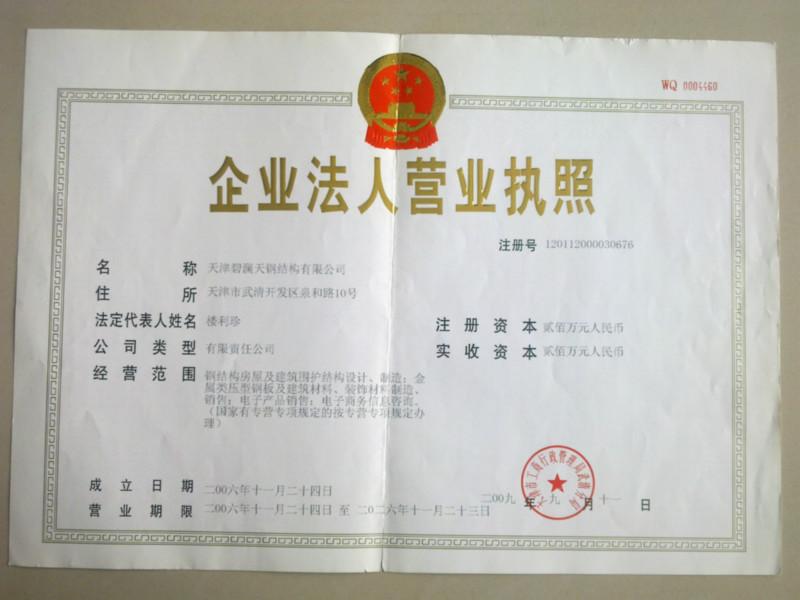 WQ 0004460
企业法人营业执照
注册号 120112000030676
名称 天津碧澜天钢结构有限公司
住所 天津市武清开发区泉和路10号
法定代表人姓名 楼利珍
注册资本 贰佰万元人民币
公司类型 有限责任公司
实收资本 贰佰万元人民币
经营范围 钢结构房屋及建筑围护结构设计、制造；金
属类压型钢板及建筑材料、装饰材料制造、
销售；电子产品销售；电子商务信息咨询。
（国家有专营专项规定的按专营专项规定办
理）
成立日期 二00六年十一月二十四日
营业期限 二00六年十一月二十四日 至 二0二六年十一月二十三日
二00九 年 九 月 十一 日